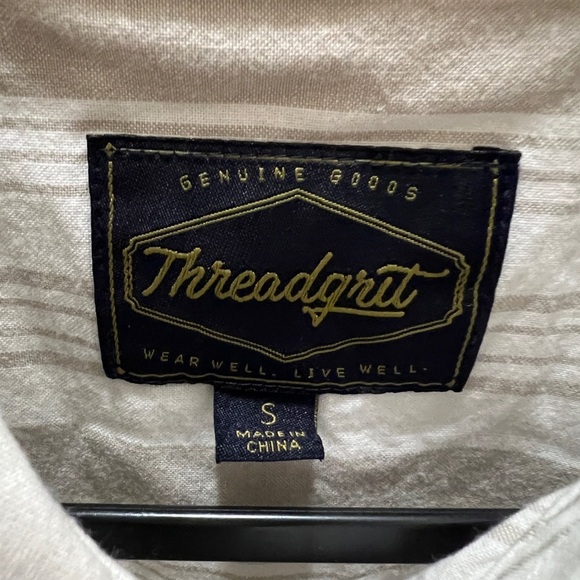 GENUINE GOODS
Threadgrit
WEAR WELL. LIVE WELL.
S
MADE IN
CHINA